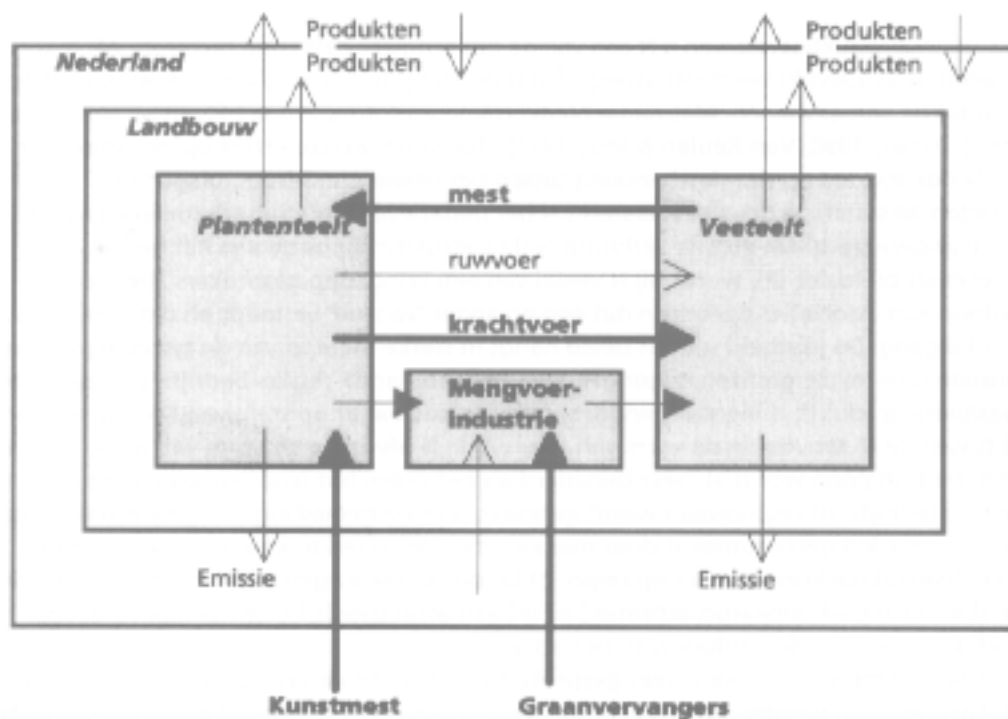 Produkten
Produkten
Nederland
Produkten
Produkten
Landbouw
mest
Plantenteelt
Veeteelt
ruwvoer
krachtvoer
Mengvoer-
industrie
Emissie
Emissie
Kunstmest
Graanvervangers